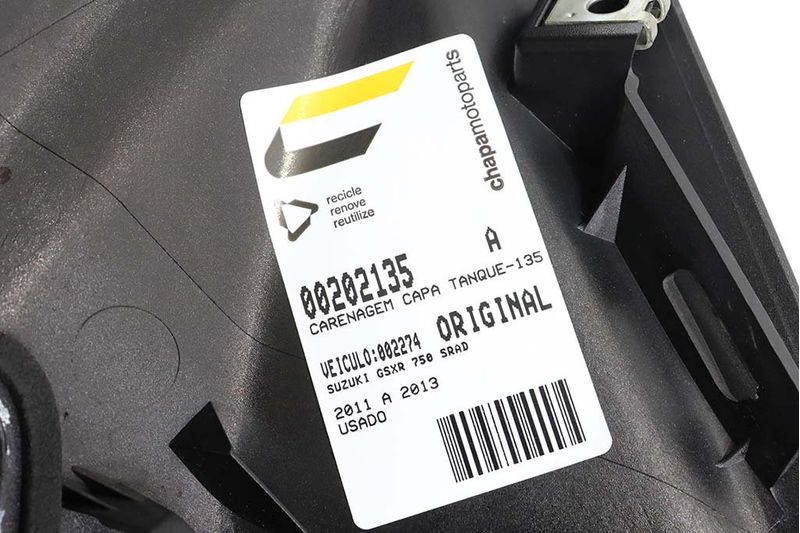 chapamotoparts
recicle
renove
reutilize
A
00202135
CARENAGEM CAPA TANQUE-135
ORIGINAL
VEICULO:002274
SUZUKI GSXR 750 SRAD
2011 A 2013
USADO